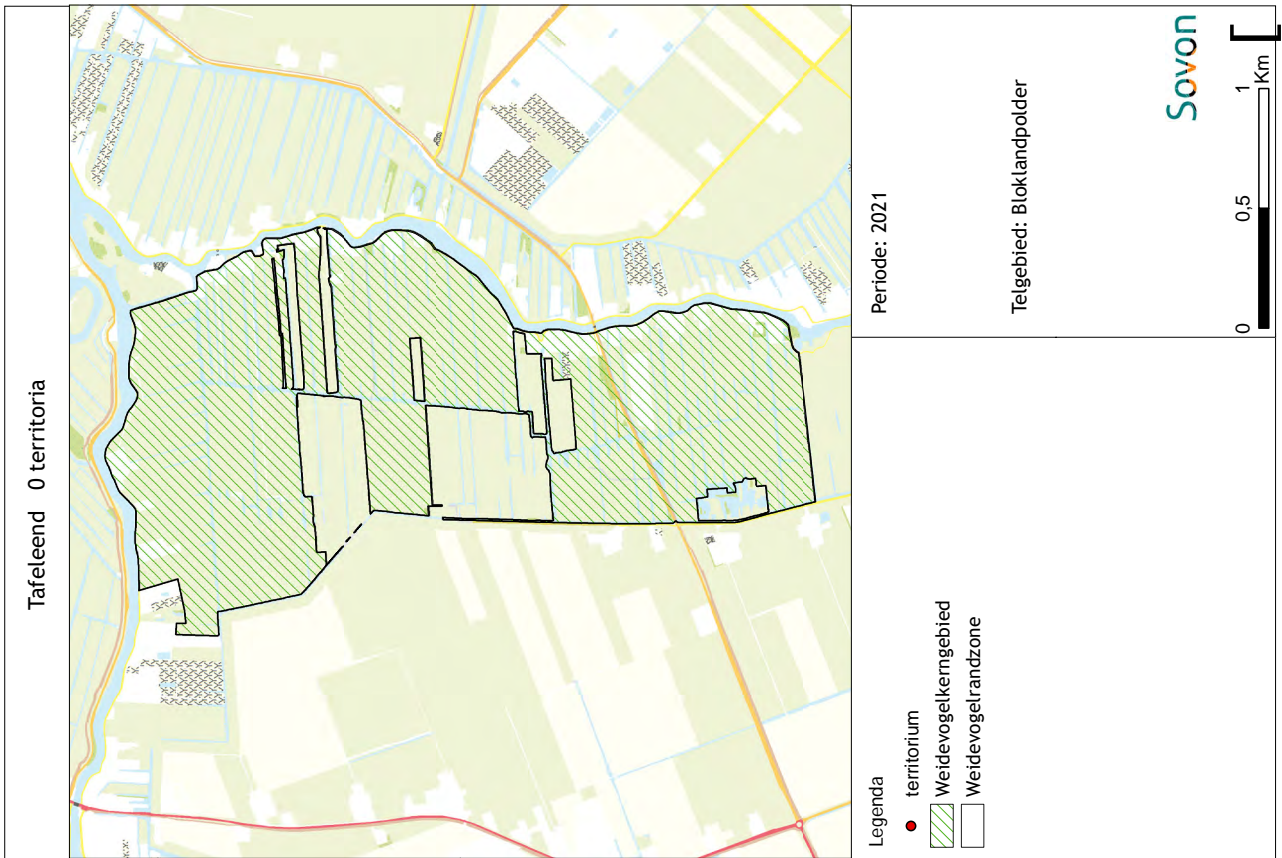 Tafeleend 0 territoria
Legenda
territorium
Weidevogelkerngebied
Weidevogelrandzone
Periode: 2021
Telgebied: Bloklandpolder
Sovon
0 0,5 1
Km